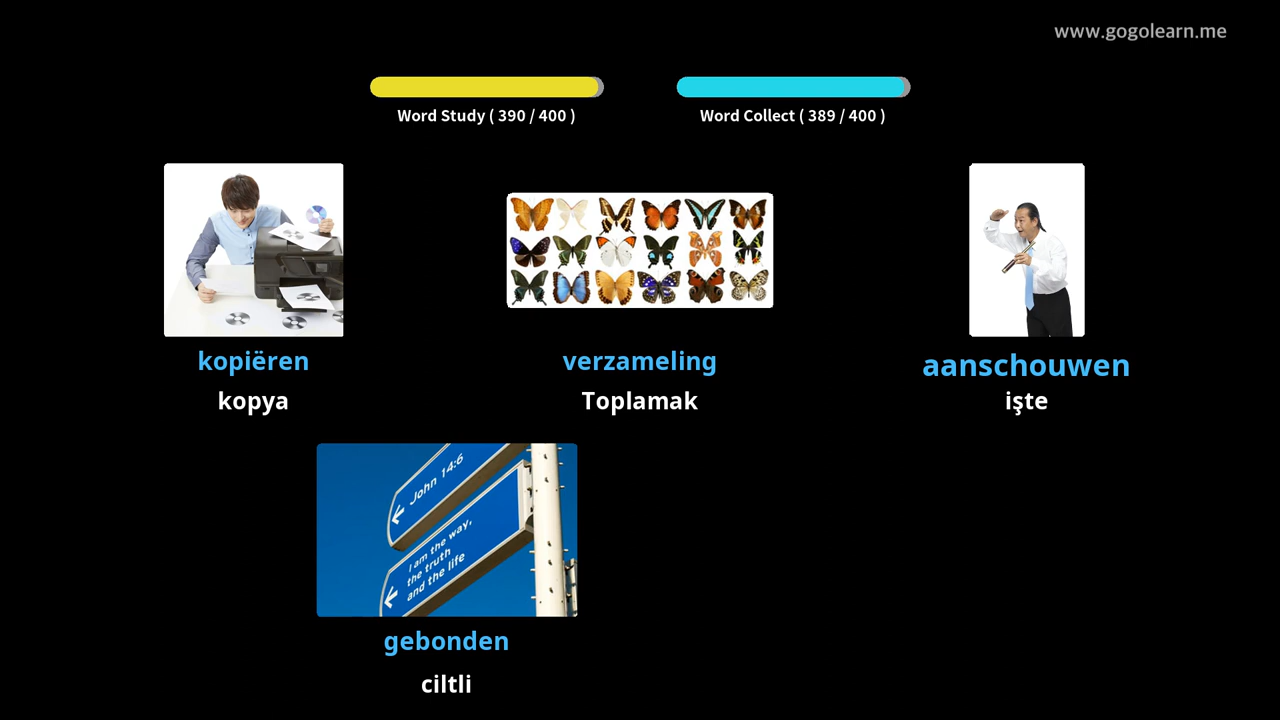 www.gogolearn.me
Word Study ( 390 / 400 )
Word Collect ( 389 / 400 )
kopiëren
kopya
verzameling
Toplamak
aanschouwen
işte
John 14:6
I am the way,
the truth
and the life
gebonden
ciltli